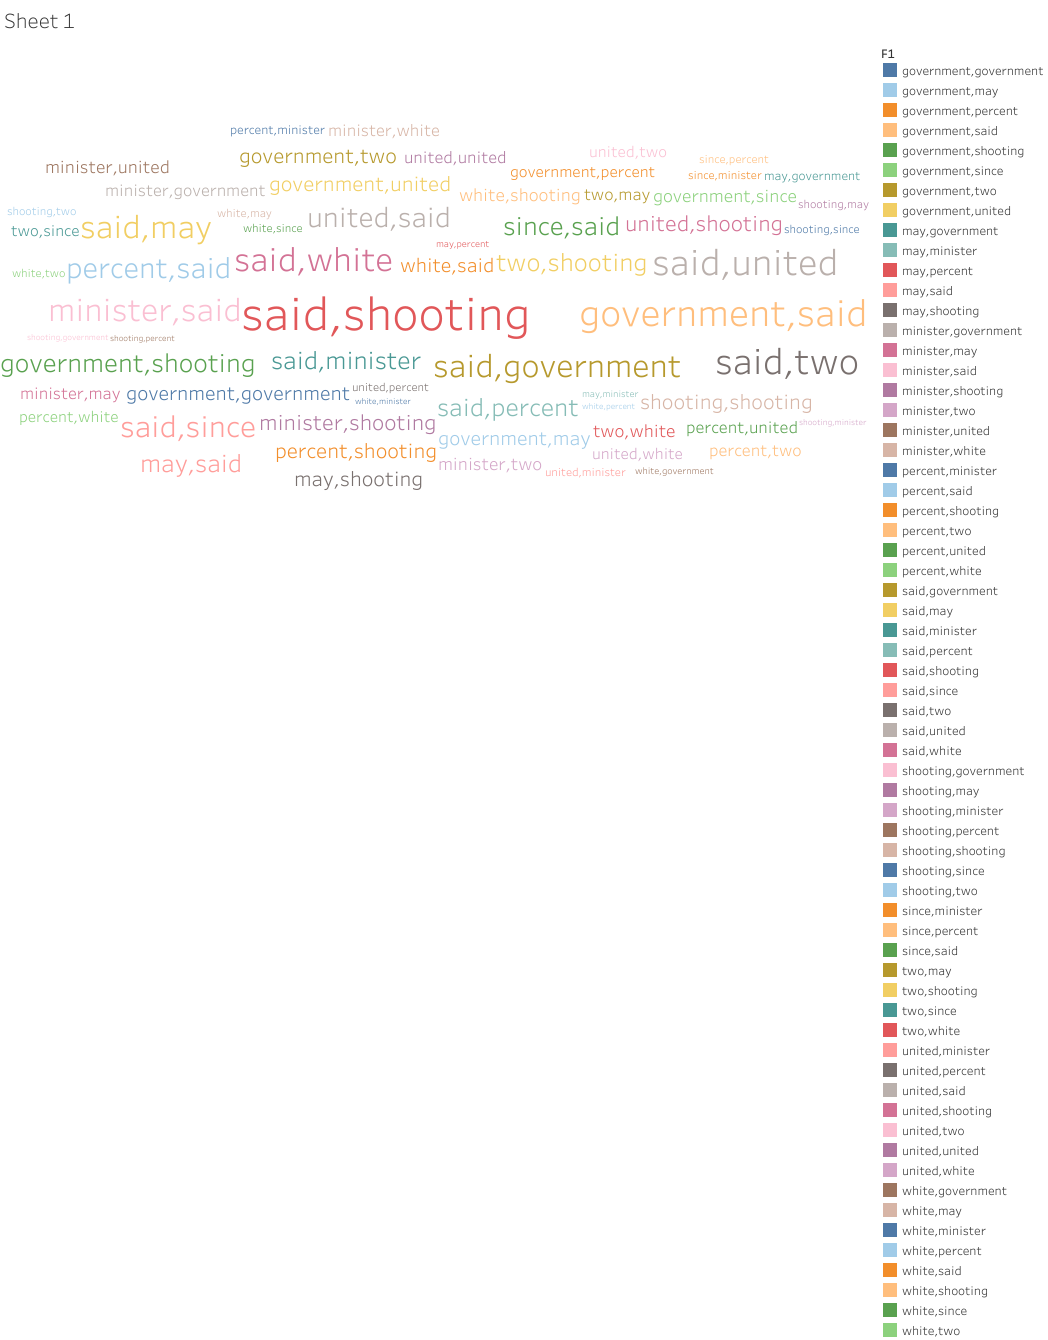 Sheet 1
percent,minister minister,white
government,two united,united united,two since,percent
minister,united government,percent since,minister may,government
minister,government government,united white,shooting two,may government,since shooting,may
shooting,two white,may united,said
two,since said,may white,since since,said united,shooting shooting,since
may,percent
white,two percent,said said,white white,said two,shooting said,united
minister,said said,shooting government,said
shooting,government shooting,percent
government,shooting said,minister said,government said,two
minister,may government,government united,percent may,minister
white,minister said,percent white,percent shooting,shooting
percent,white said,since minister,shooting shooting,minister
government,may two,white percent,united
percent,shooting united,white percent,two
may,said minister,two united,minister white,government
may,shooting
F1
government,government
government,may
government,percent
government,said
government,shooting
government,since
government,two
government,united
may,government
may,minister
may,percent
may,said
may,shooting
minister,government
minister,may
minister,said
minister,shooting
minister,two
minister,united
minister,white
percent,minister
percent,said
percent,shooting
percent,two
percent,united
percent,white
said,government
said,may
said,minister
said,percent
said,shooting
said,since
said,two
said,united
said,white
shooting,government
shooting,may
shooting,minister
shooting,percent
shooting,shooting
shooting,since
shooting,two
since,minister
since,percent
since,said
two,may
two,shooting
two,since
two,white
united,minister
united,percent
united,said
united,shooting
united,two
united,united
united,white
white,government
white,may
white,minister
white,percent
white,said
white,shooting
white,since
white,two